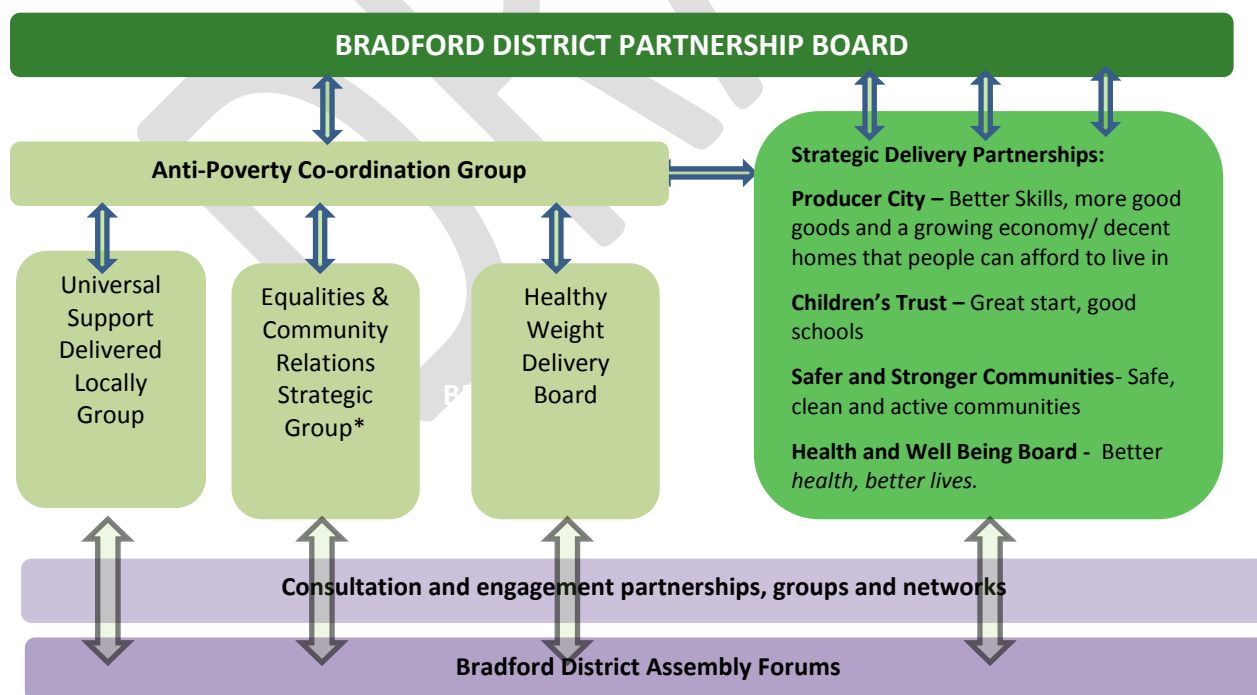 BRADFORD DISTRICT PARTNERSHIP BOARD
Anti-Poverty Co-ordination Group
Universal
Support
Delivered
Locally
Group
Equalities &
Community
Relations
Strategic
Group*
Healthy
Weight
Delivery
Board
Strategic Delivery Partnerships:
Producer City – Better Skills, more good
goods and a growing economy/ decent
homes that people can afford to live in
Children's Trust – Great start, good
schools
Safer and Stronger Communities- Safe,
clean and active communities
Health and Well Being Board - Better
health, better lives.
Consultation and engagement partnerships, groups and networks
Bradford District Assembly Forums